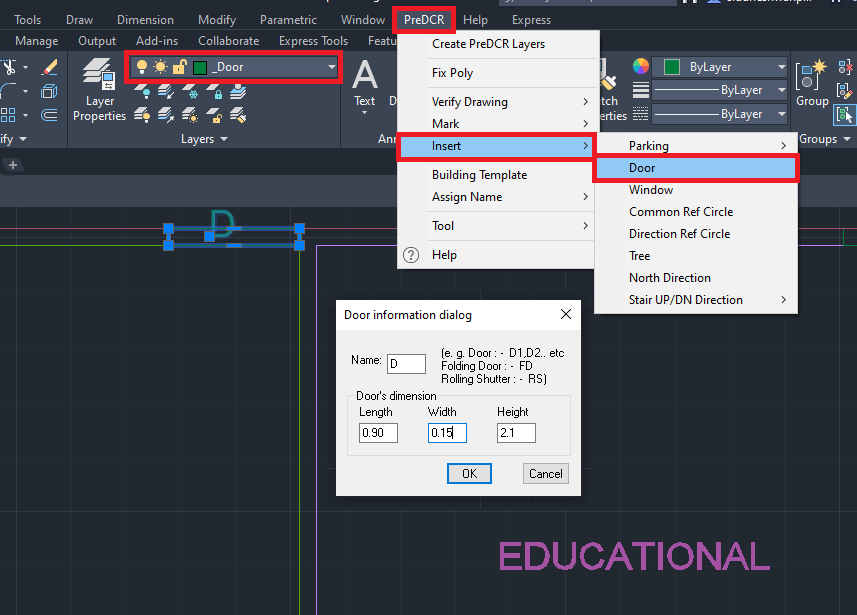 Tools Draw Dimension Modify Parametric Window PreDCR Help Express
Manage Output Add-ins Collaborate Express Tools Featu
_Door
Layer
Properties
Layers
Text
D
Ann
tch
erties
ByLayer
ByLayer
ByLayer
Group
Groups
ify
Create PreDCR Layers
Fix Poly
Verify Drawing
Mark
Insert
Building Template
Assign Name
Tool
Help
Parking
Door
Window
Common Ref Circle
Direction Ref Circle
Tree
North Direction
Stair UP/DN Direction
D
Door information dialog
Name: D
(e. g. Door : - D1,D2.. etc
Folding Door : - FD
Rolling Shutter : - RS)
Door's dimension
Length Width Height
0.90 0.15 2.1
OK Cancel
EDUCATIONAL